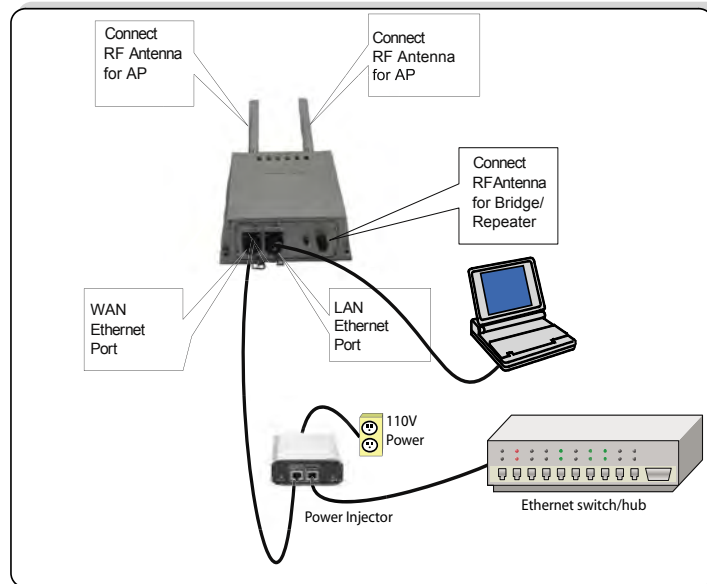 Connect
RF Antenna
for AP
Connect
RF Antenna
for AP
Connect
RFAntenna
for Bridge/
Repeater
WAN
Ethernet
Port
LAN
Ethernet
Port
110V
Power
Power Injector
Ethernet switch/hub